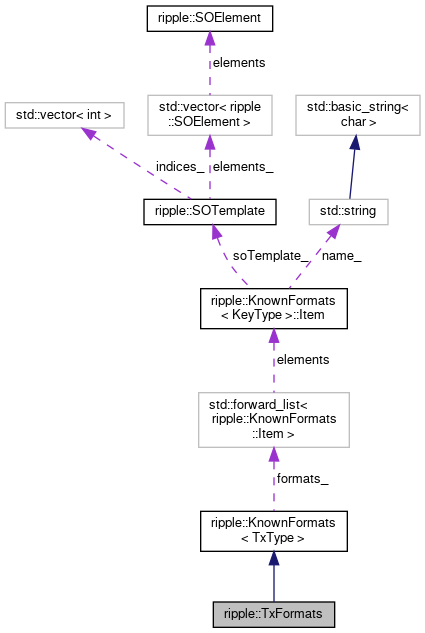 ripple::SOElement
elements
std::vector< int >
std::vector< ripple
::SOElement >
std::basic_string<
char >
indices_
elements_
ripple::SOTemplate
std::string
soTemplate_
name_
ripple::KnownFormats
< KeyType >::Item
elements
std::forward_list<
ripple::KnownFormats
::Item >
formats_
ripple::KnownFormats
< TxType >
ripple::TxFormats